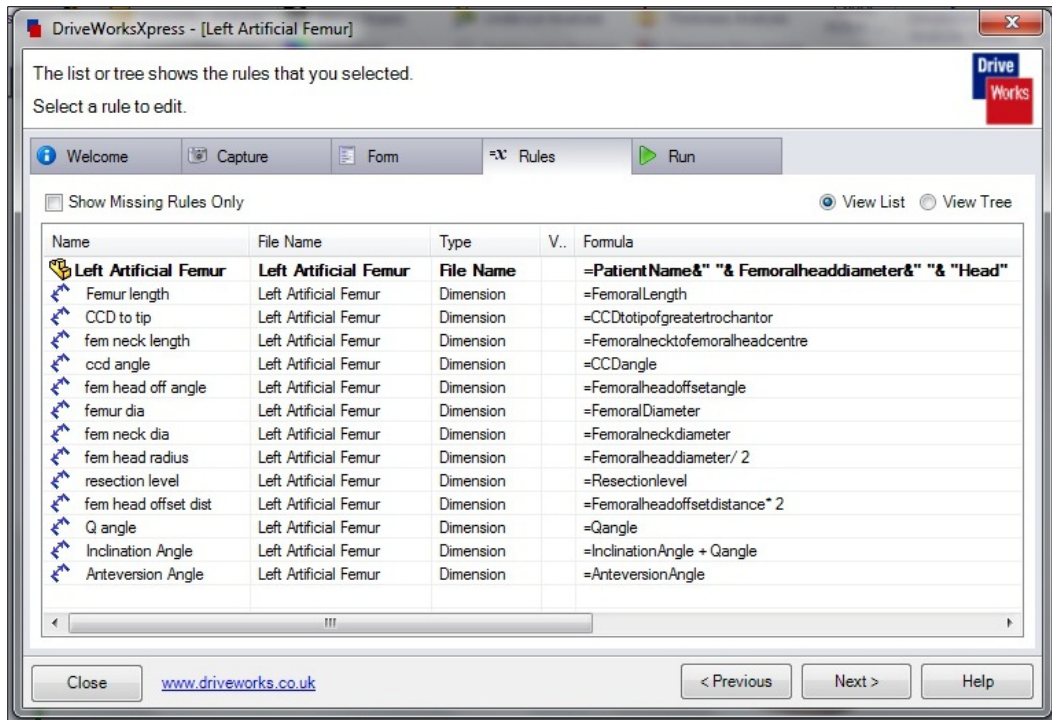 DriveWorksXpress - [Left Artificial Femur]
The list or tree shows the rules that you selected.
Select a rule to edit.
Drive
Works
Welcome Capture Form =x Rules Run
Show Missing Rules Only View List View Tree
Name File Name Type V.. Formula
Left Artificial Femur Left Artificial Femur File Name =PatientName&" "& Femoralheaddiameter&" "& "Head"
Femur length Left Artificial Femur Dimension =FemoralLength
CCD to tip Left Artificial Femur Dimension =CCDtotipofgreatertrochantor
fem neck length Left Artificial Femur Dimension =Femoralnecktofemoralheadcentre
ccd angle Left Artificial Femur Dimension =CCDangle
fem head off angle Left Artificial Femur Dimension =Femoralheadoffsetangle
femur dia Left Artificial Femur Dimension =FemoralDiameter
fem neck dia Left Artificial Femur Dimension =Femoralneckdiameter
fem head radius Left Artificial Femur Dimension =Femoralheaddiameter/ 2
resection level Left Artificial Femur Dimension =Resectionlevel
fem head offset dist Left Artificial Femur Dimension =Femoralheadoffsetdistance* 2
Q angle Left Artificial Femur Dimension =Qangle
Inclination Angle Left Artificial Femur Dimension =InclinationAngle + Qangle
Anteversion Angle Left Artificial Femur Dimension =AnteversionAngle
Close www.driveworks.co.uk < Previous Next > Help